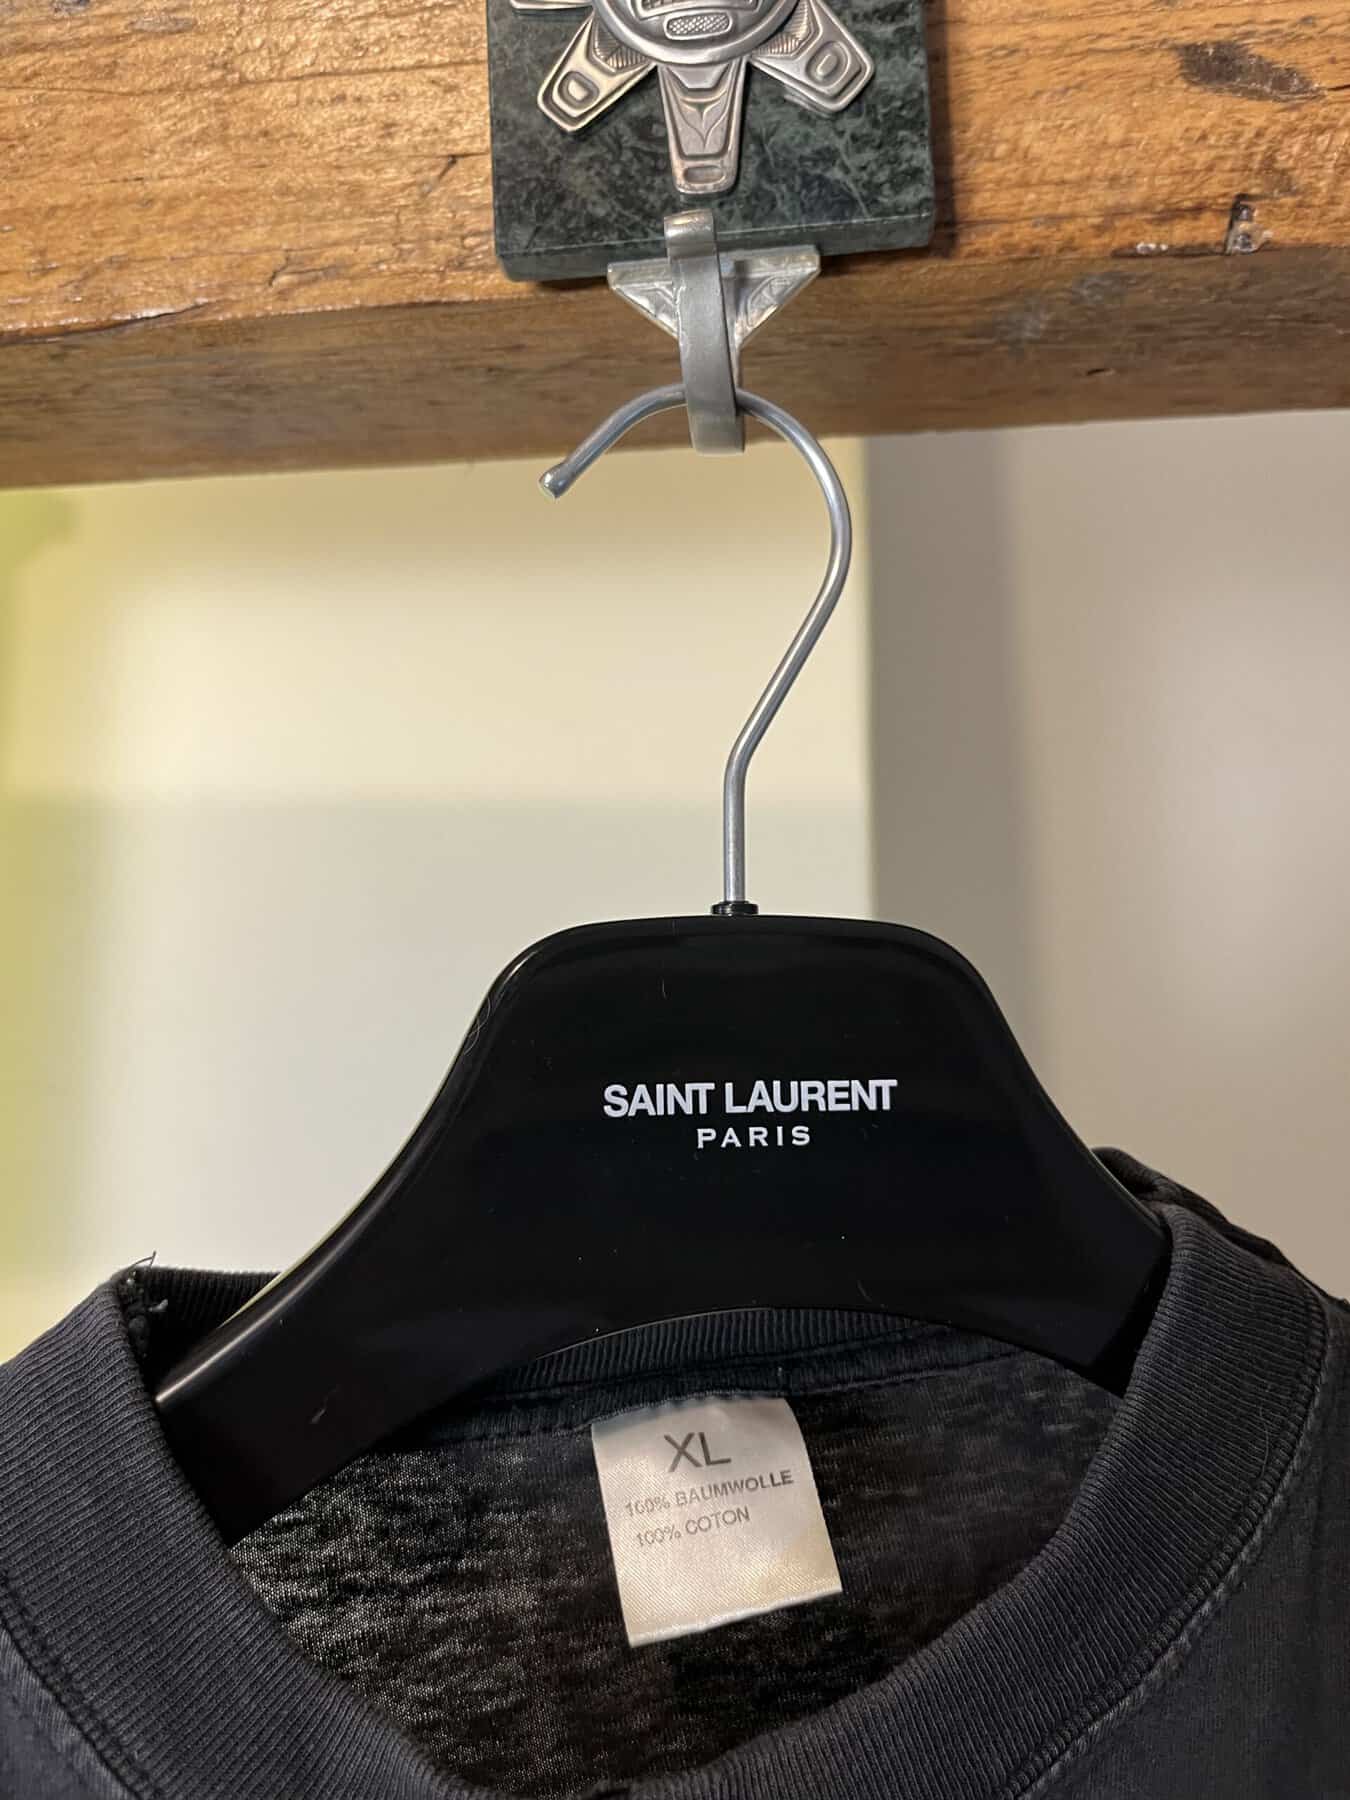 SAINT LAURENT
PARIS
XL
100% BAUMWOLLE
100% COTON